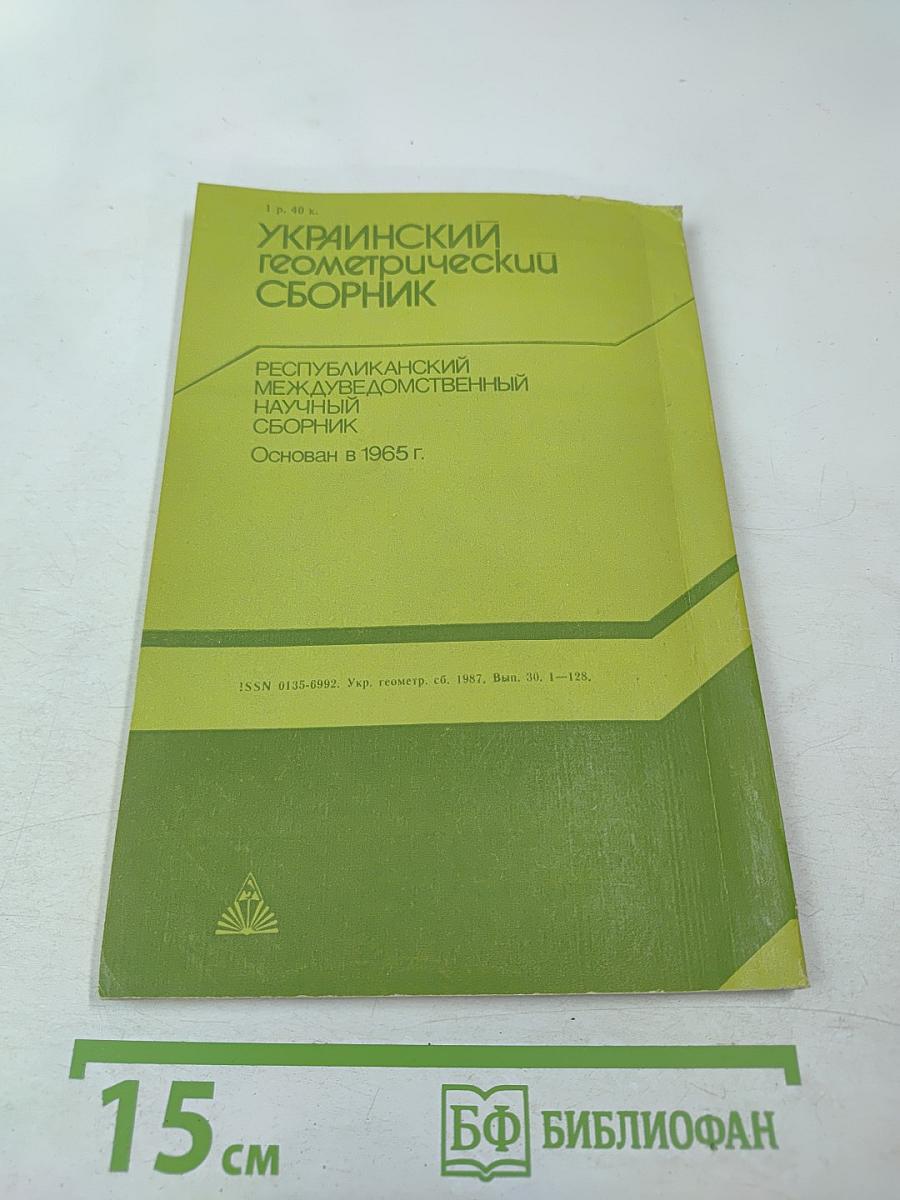 1 р. 40 к.
УКРАИНСКИЙ
геометрический
СБОРНИК
РЕСПУБЛИКАНСКИЙ
МЕЖДУВЕДОМСТВЕННЫЙ
НАУЧНЫЙ
СБОРНИК
Основан в 1965 г.
ISSN 0135-6992. Укр. геометр. сб. 1987. Вып. 30. 1—128.
15 см
БФ БИБЛИОФАН